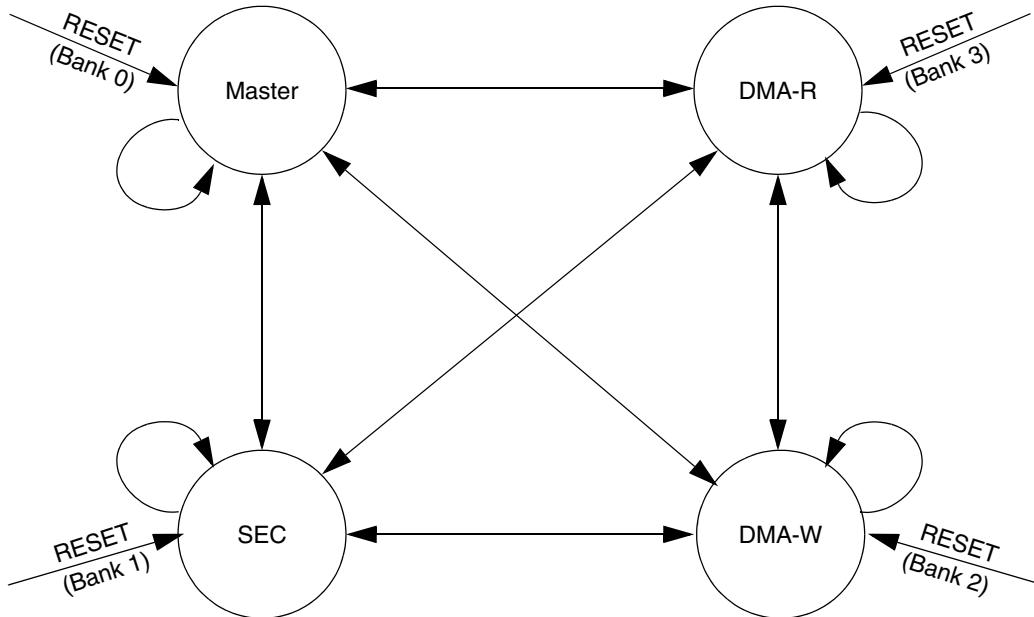 RESET
(Bank 0)
Master
DMA-R
RESET
(Bank 3)
RESET
(Bank 1)
SEC
DMA-W
RESET
(Bank 2)